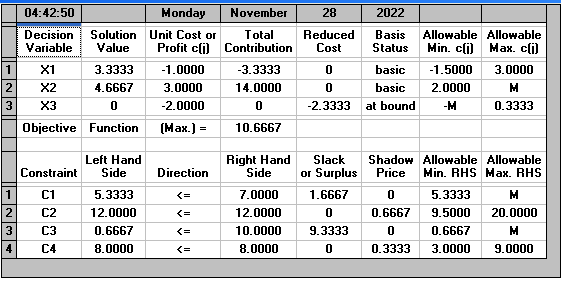 04:42:50 Monday November 28 2022
Decision Variable Solution Value Unit Cost or Profit c(j) Total Contribution Reduced Cost Basis Status Allowable Min. c(j) Allowable Max. c(j)
1 X1 3.3333 -1.0000 -3.3333 0 basic -1.5000 3.0000
2 X2 4.6667 3.0000 14.0000 0 basic 2.0000 M
3 X3 0 -2.0000 0 -2.3333 at bound -M 0.3333
Objective Function (Max.) = 10.6667
Constraint Left Hand Side Direction Right Hand Side Slack or Surplus Shadow Price Allowable Min. RHS Allowable Max. RHS
1 C1 5.3333 <= 7.0000 1.6667 0 5.3333 M
2 C2 12.0000 <= 12.0000 0 0.6667 9.5000 20.0000
3 C3 0.6667 <= 10.0000 9.3333 0 0.6667 M
4 C4 8.0000 <= 8.0000 0 0.3333 3.0000 9.0000